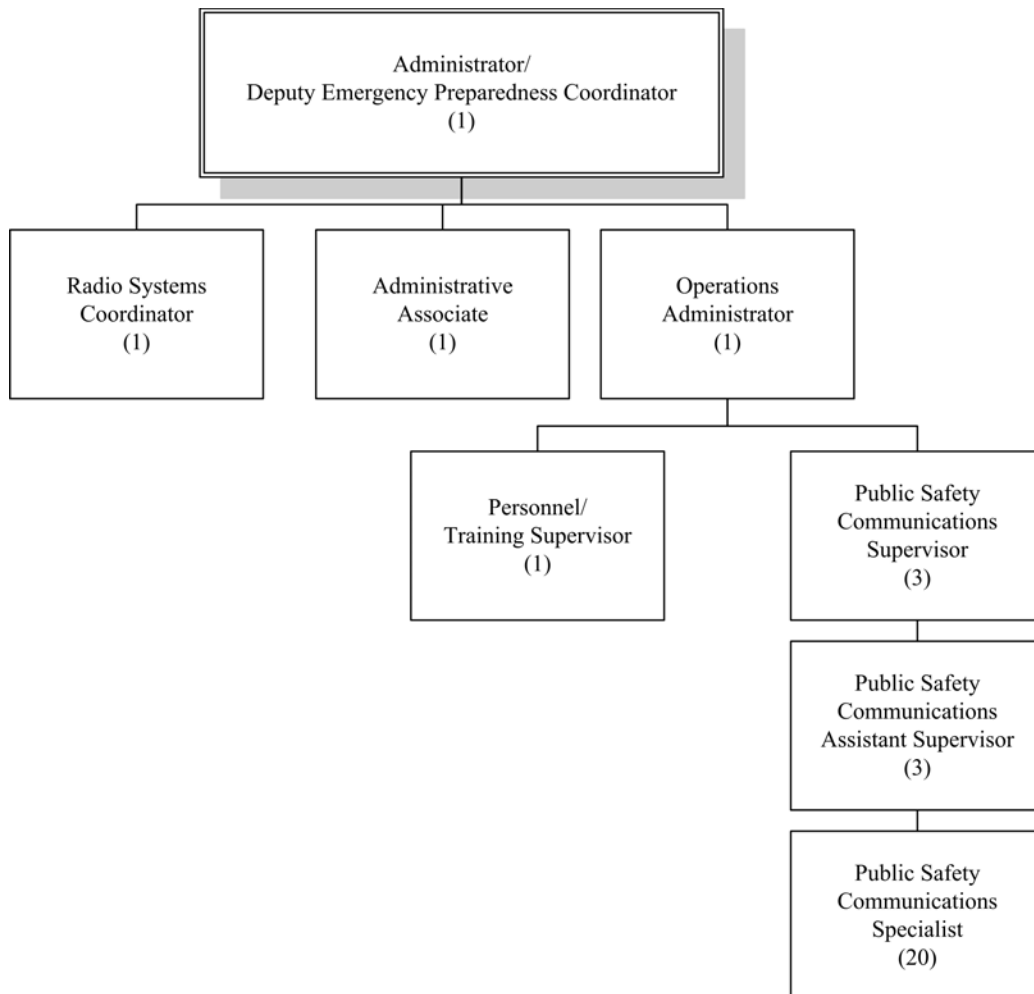 Administrator/
Deputy Emergency Preparedness Coordinator
(1)
Radio Systems
Coordinator
(1)
Administrative
Associate
(1)
Operations
Administrator
(1)
Personnel/
Training Supervisor
(1)
Public Safety
Communications
Supervisor
(3)
Public Safety
Communications
Assistant Supervisor
(3)
Public Safety
Communications
Specialist
(20)